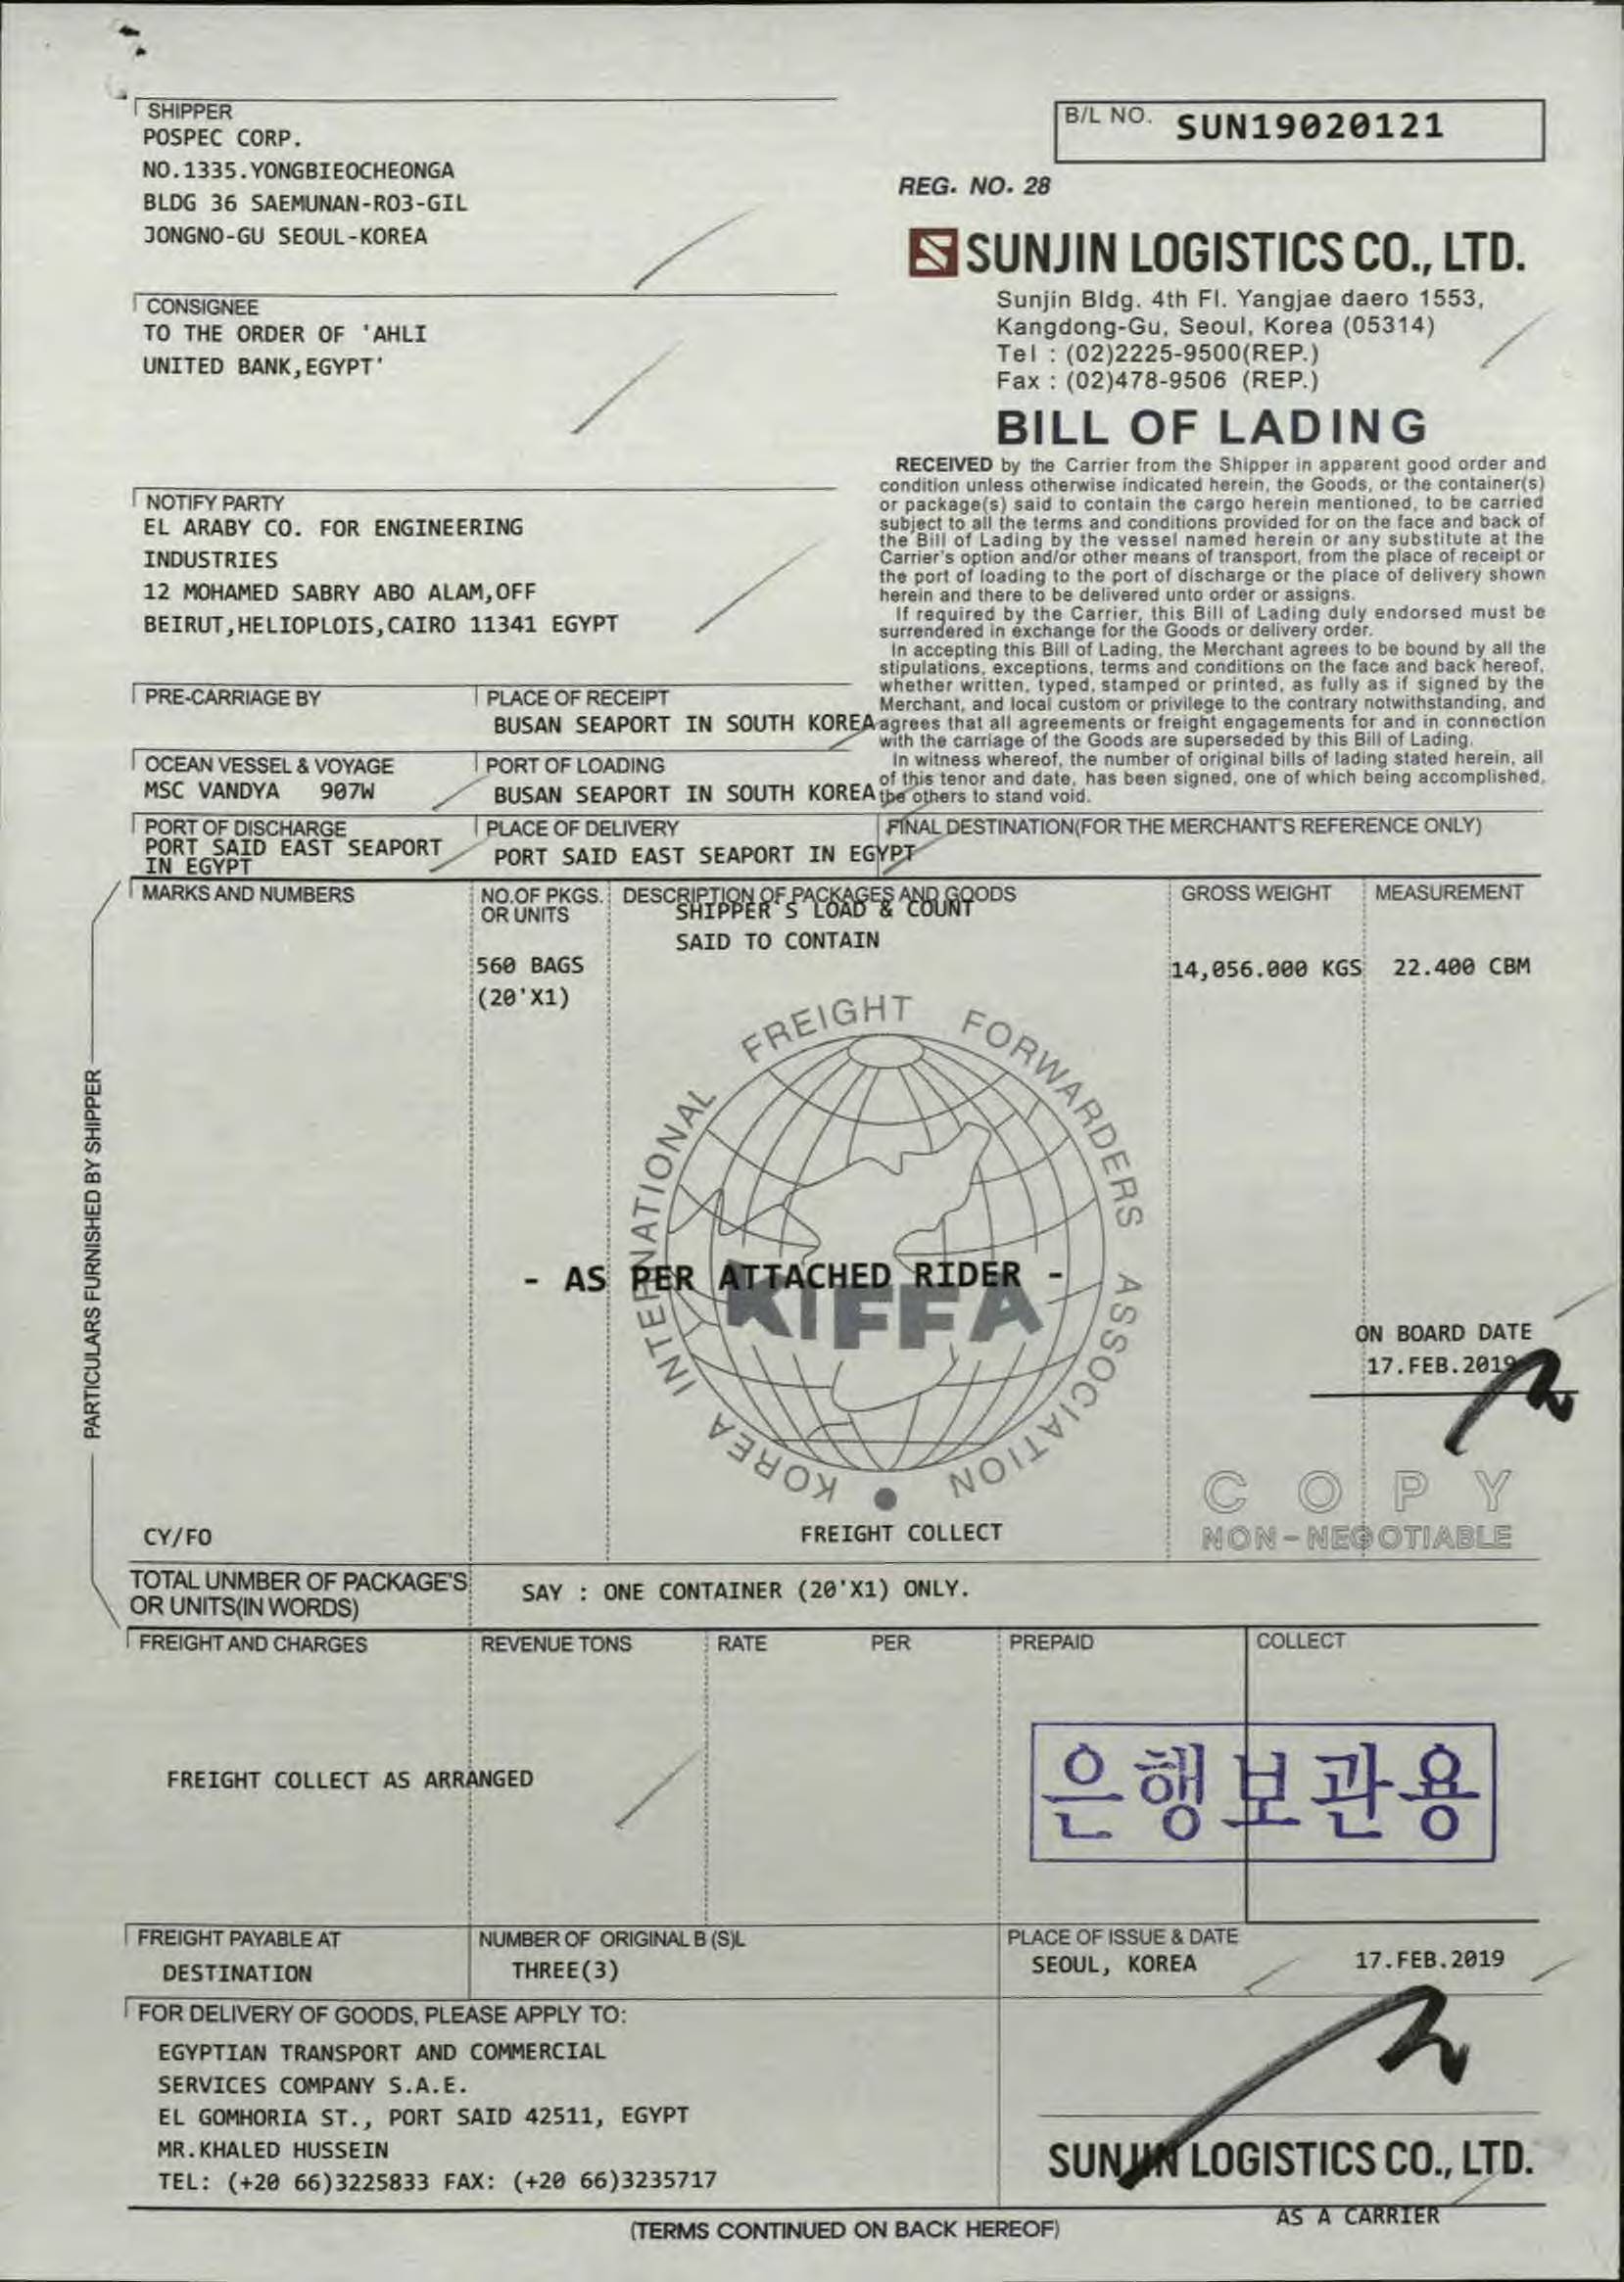 SHIPPER
POSPEC CORP.
NO.1335.YONGBIEOCHEONGA
BLDG 36 SAEMUNAN-RO3-GIL
JONGNO-GU SEOUL-KOREA
B/L NO. SUN19020121
REG. NO. 28
SUNJIN LOGISTICS CO., LTD.
Sunjin Bldg. 4th Fl. Yangjae daero 1553,
Kangdong-Gu, Seoul, Korea (05314)
Tel : (02)2225-9500(REP.)
Fax : (02)478-9506 (REP.)
CONSIGNEE
TO THE ORDER OF 'AHLI
UNITED BANK,EGYPT'
BILL OF LADING
RECEIVED by the Carrier from the Shipper in apparent good order and
condition unless otherwise indicated herein, the Goods, or the container(s)
or package(s) said to contain the cargo herein mentioned, to be carried
subject to all the terms and conditions provided for on the face and back of
the Bill of Lading by the vessel named herein or any substitute at the
Carrier's option and/or other means of transport, from the place of receipt or
the port of loading to the port of discharge or the place of delivery shown
herein and there to be delivered unto order or assigns.
If required by the Carrier, this Bill of Lading duly endorsed must be
surrendered in exchange for the Goods or delivery order.
In accepting this Bill of Lading, the Merchant agrees to be bound by all the
stipulations, exceptions, terms and conditions on the face and back hereof,
whether written, typed, stamped or printed, as fully as if signed by the
Merchant, and local custom or privilege to the contrary notwithstanding, and
agrees that all agreements or freight engagements for and in connection
with the carriage of the Goods are superseded by this Bill of Lading.
In witness whereof, the number of original bills of lading stated herein, all
of this tenor and date, has been signed, one of which being accomplished,
the others to stand void.
NOTIFY PARTY
EL ARABY CO. FOR ENGINEERING
INDUSTRIES
12 MOHAMED SABRY ABO ALAM,OFF
BEIRUT,HELIOPLOIS,CAIRO 11341 EGYPT
PRE-CARRIAGE BY
PLACE OF RECEIPT
BUSAN SEAPORT IN SOUTH KOREA
OCEAN VESSEL & VOYAGE
MSC VANDYA 907W
PORT OF LOADING
BUSAN SEAPORT IN SOUTH KOREA
PORT OF DISCHARGE
PORT SAID EAST SEAPORT
IN EGYPT
PLACE OF DELIVERY
PORT SAID EAST SEAPORT IN EGYPT
FINAL DESTINATION(FOR THE MERCHANT'S REFERENCE ONLY)
PARTICULARS FURNISHED BY SHIPPER
MARKS AND NUMBERS
NO.OF PKGS.
OR UNITS
DESCRIPTION OF PACKAGES AND GOODS
GROSS WEIGHT
MEASUREMENT
SHIPPER'S LOAD & COUNT
SAID TO CONTAIN
560 BAGS
(20'X1)
14,056.000 KGS
22.400 CBM
KOREA INTERNATIONAL FREIGHT FORWARDERS ASSOCIATION
KIFFA
- AS PER ATTACHED RIDER -
ON BOARD DATE
17.FEB.2019
COPY
NON-NEGOTIABLE
CY/FO
FREIGHT COLLECT
TOTAL UNMBER OF PACKAGE'S
OR UNITS(IN WORDS)
SAY : ONE CONTAINER (20'X1) ONLY.
FREIGHT AND CHARGES
REVENUE TONS
RATE
PER
PREPAID
COLLECT
FREIGHT COLLECT AS ARRANGED
은행보관용
FREIGHT PAYABLE AT
DESTINATION
NUMBER OF ORIGINAL B (S)L
THREE(3)
PLACE OF ISSUE & DATE
SEOUL, KOREA 17.FEB.2019
FOR DELIVERY OF GOODS, PLEASE APPLY TO:
EGYPTIAN TRANSPORT AND COMMERCIAL
SERVICES COMPANY S.A.E.
EL GOMHORIA ST., PORT SAID 42511, EGYPT
MR.KHALED HUSSEIN
TEL: (+20 66)3225833 FAX: (+20 66)3235717
SUNJIN LOGISTICS CO., LTD.
AS A CARRIER
(TERMS CONTINUED ON BACK HEREOF)